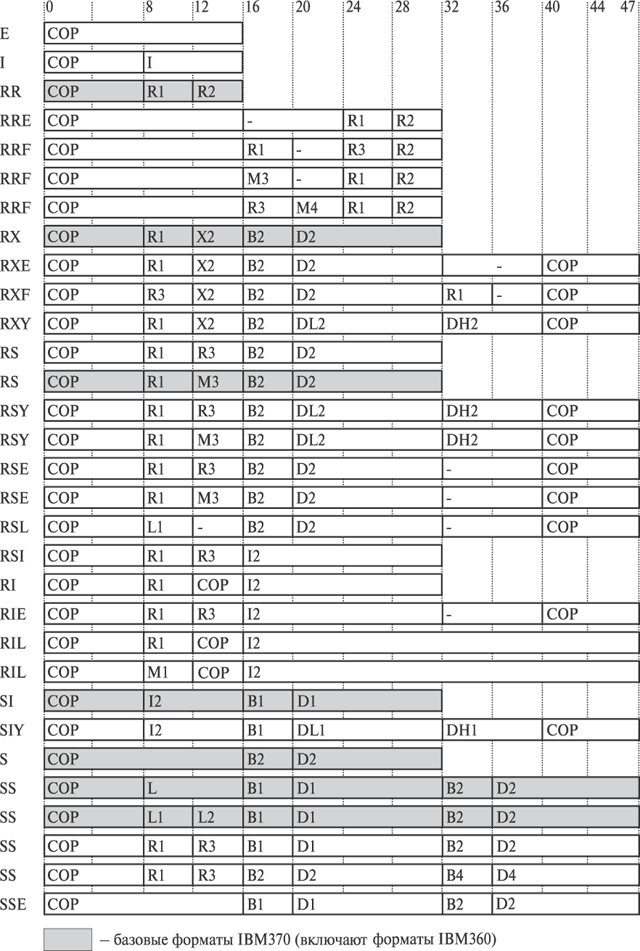 0 8 12 16 20 24 28 32 36 40 44 47
E COP
I COP I
RR COP R1 R2
RRE COP - R1 R2
RRF COP R1 - R3 R2
RRF COP M3 - R1 R2
RRF COP R3 M4 R1 R2
RX COP R1 X2 B2 D2
RXE COP R1 X2 B2 D2 - COP
RXF COP R3 X2 B2 D2 R1 - COP
RXY COP R1 X2 B2 DL2 DH2 COP
RS COP R1 R3 B2 D2
RS COP R1 M3 B2 D2
RSY COP R1 R3 B2 DL2 DH2 COP
RSY COP R1 M3 B2 DL2 DH2 COP
RSE COP R1 R3 B2 D2 - COP
RSE COP R1 M3 B2 D2 - COP
RSL COP L1 - B2 D2 - COP
RSI COP R1 R3 I2
RI COP R1 COP I2
RIE COP R1 R3 I2 - COP
RIL COP R1 COP I2
RIL COP M1 COP I2
SI COP I2 B1 D1
SIY COP I2 B1 DL1 DH1 COP
S COP B2 D2
SS COP L B1 D1 B2 D2
SS COP L1 L2 B1 D1 B2 D2
SS COP R1 R3 B1 D1 B2 D2
SS COP R1 R3 B2 D2 B4 D4
SSE COP B1 D1 B2 D2
– базовые форматы IBM370 (включают форматы IBM360)